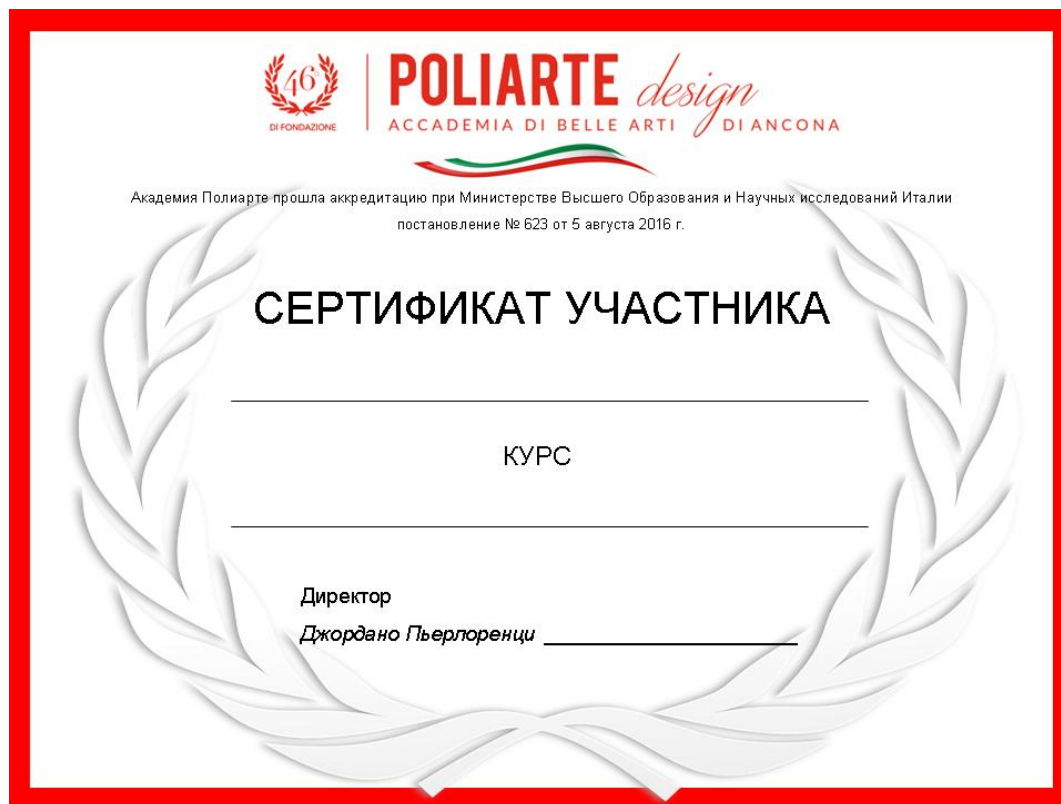 46°
DI FONDAZIONE
POLIARTE design
ACCADEMIA DI BELLE ARTI DI ANCONA
Академия Полиарте прошла аккредитацию при Министерстве Высшего Образования и Научных исследований Италии
постановление № 623 от 5 августа 2016 г.
СЕРТИФИКАТ УЧАСТНИКА
КУРС
Директор
Джордано Пьерлоренци